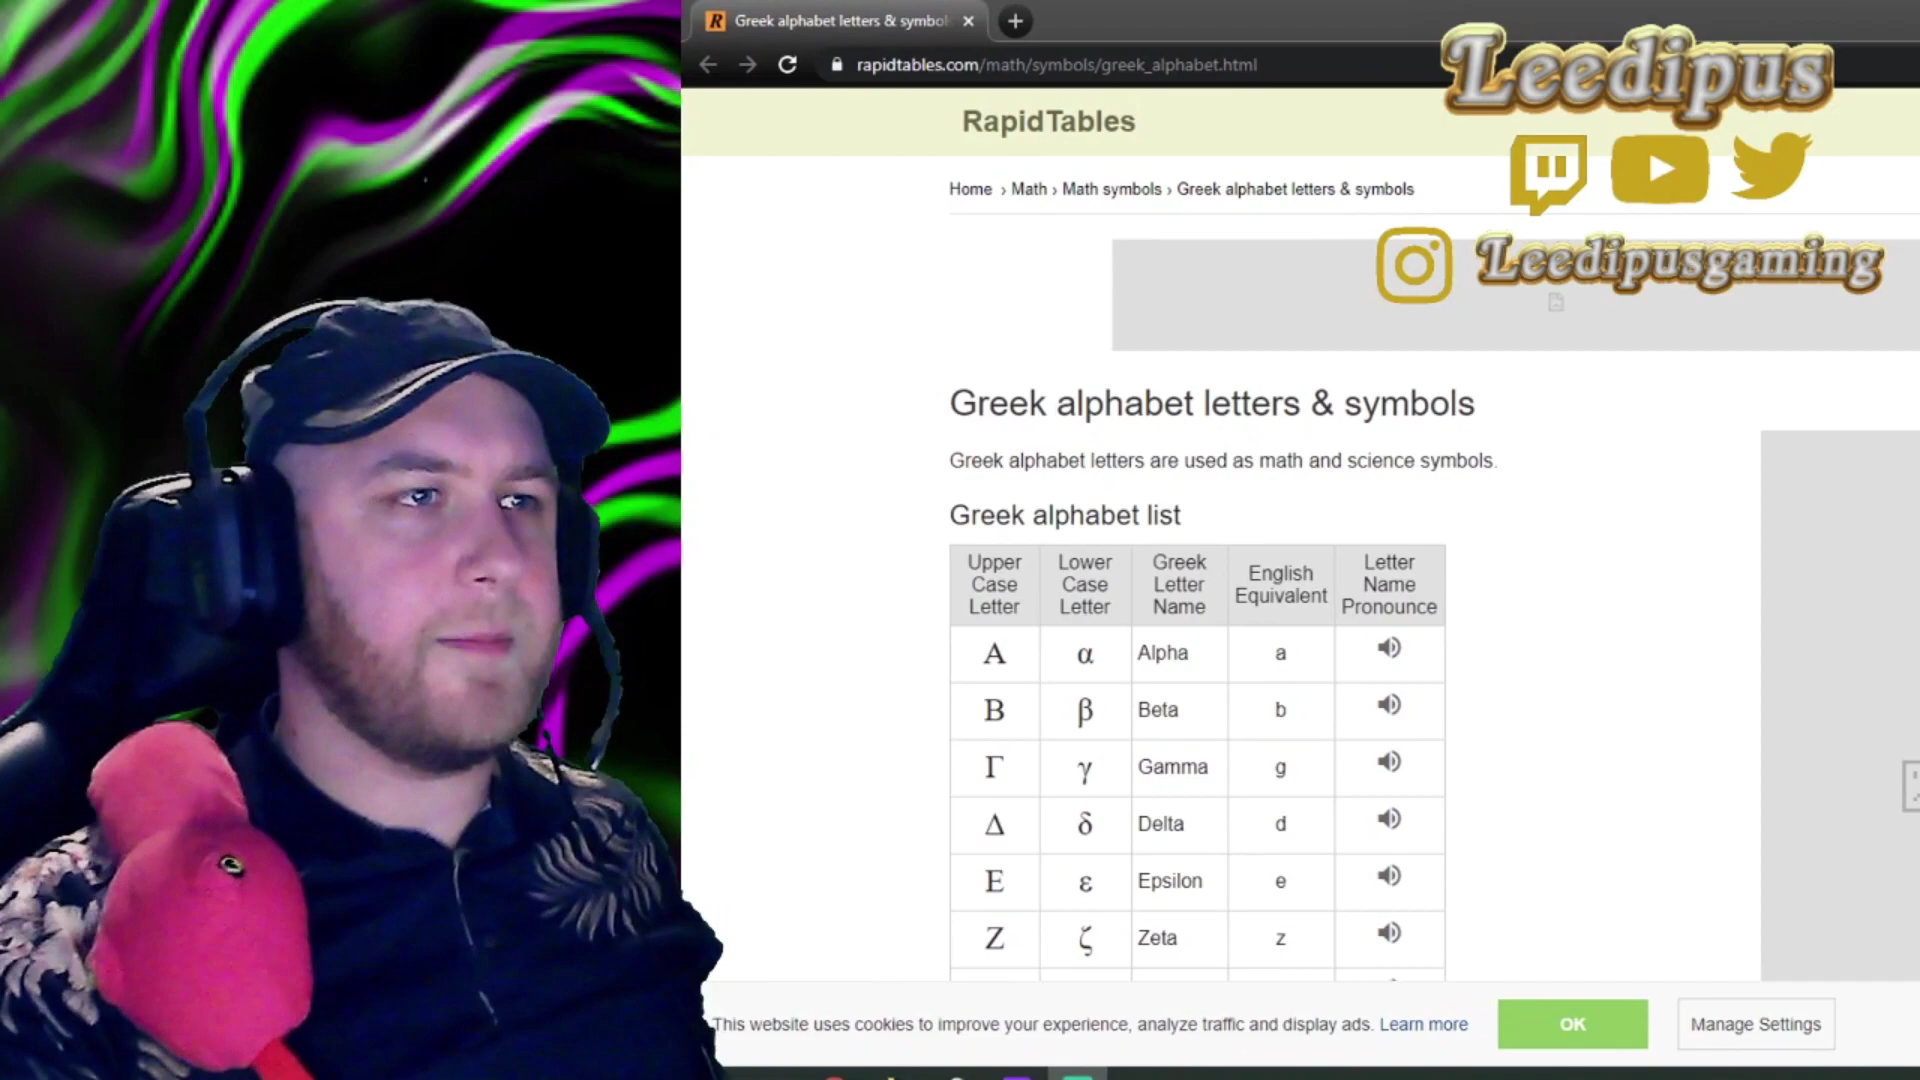 Greek alphabet letters & symbol
rapidtables.com/math/symbols/greek_alphabet.html
Leedipus
RapidTables
Home › Math › Math symbols › Greek alphabet letters & symbols
Leedipusgaming
Greek alphabet letters & symbols
Greek alphabet letters are used as math and science symbols.
Greek alphabet list
Upper Case Letter Lower Case Letter Greek Letter Name English Equivalent Letter Name Pronounce
Α α Alpha a
Β β Beta b
Γ γ Gamma g
Δ δ Delta d
Ε ε Epsilon e
Ζ ζ Zeta z
This website uses cookies to improve your experience, analyze traffic and display ads. Learn more OK Manage Settings